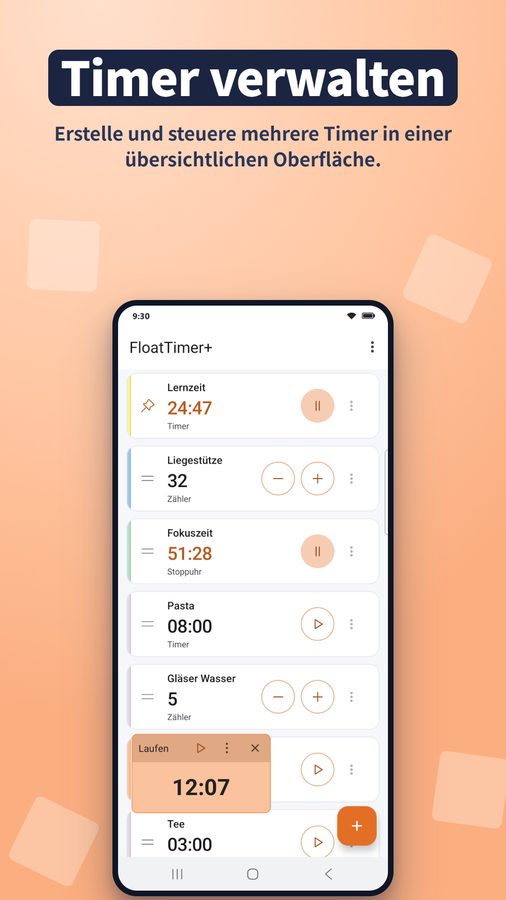 Timer verwalten
Erstelle und steuere mehrere Timer in einer
übersichtlichen Oberfläche.
9:30
FloatTimer+
Lernzeit
24:47
Timer
Liegestütze
32
Zähler
Fokuszeit
51:28
Stoppuhr
Pasta
08:00
Timer
Gläser Wasser
5
Zähler
Laufen
12:07
Tee
03:00